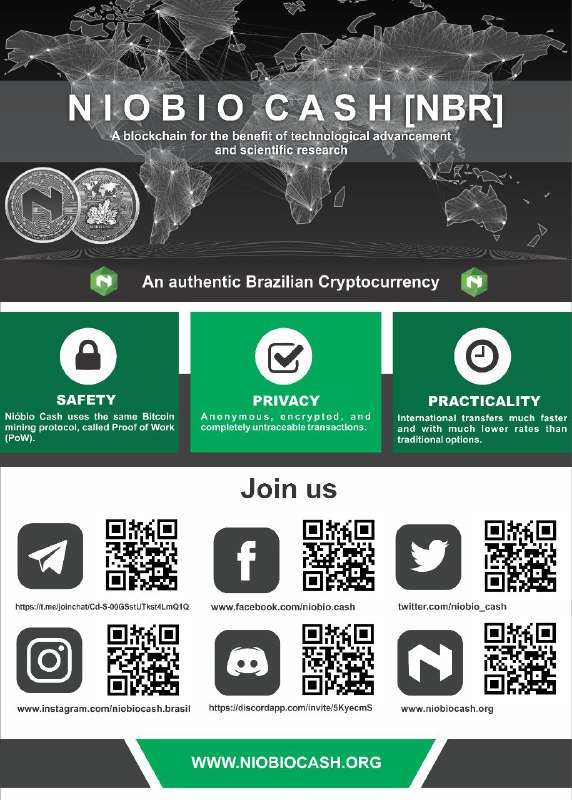 NIOBIO CASH [NBR]
A blockchain for the benefit of technological advancement
and scientific research
An authentic Brazilian Cryptocurrency
SAFETY
Nióbio Cash uses the same Bitcoin
mining protocol, called Proof of Work
(PoW).
PRIVACY
Anonymous, encrypted, and
completely untraceable transactions.
PRACTICALITY
International transfers much faster
and with much lower rates than
traditional options.
Join us
https://t.me/joinchat/Cd-S-00GSstUTkst4LmQ1Q
www.facebook.com/niobio.cash
twitter.com/niobio_cash
www.instagram.com/niobiocash.brasil
https://discordapp.com/invite/5KyecmS
www.niobiocash.org
WWW.NIOBIOCASH.ORG